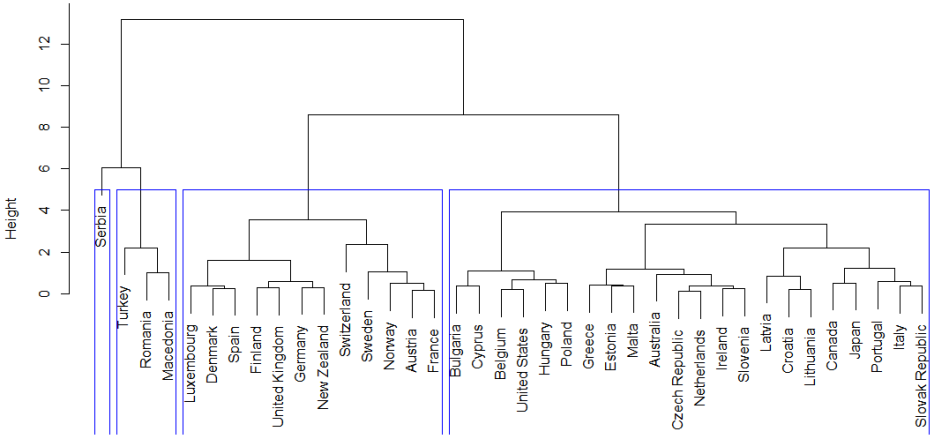 Height
12
10
8
6
4
2
0
Serbia
Turkey
Romania
Macedonia
Luxembourg
Denmark
Spain
Finland
United Kingdom
Germany
New Zealand
Switzerland
Sweden
Norway
Austria
France
Bulgaria
Cyprus
Belgium
United States
Hungary
Poland
Greece
Estonia
Malta
Australia
Czech Republic
Netherlands
Ireland
Slovenia
Latvia
Croatia
Lithuania
Canada
Japan
Portugal
Italy
Slovak Republic